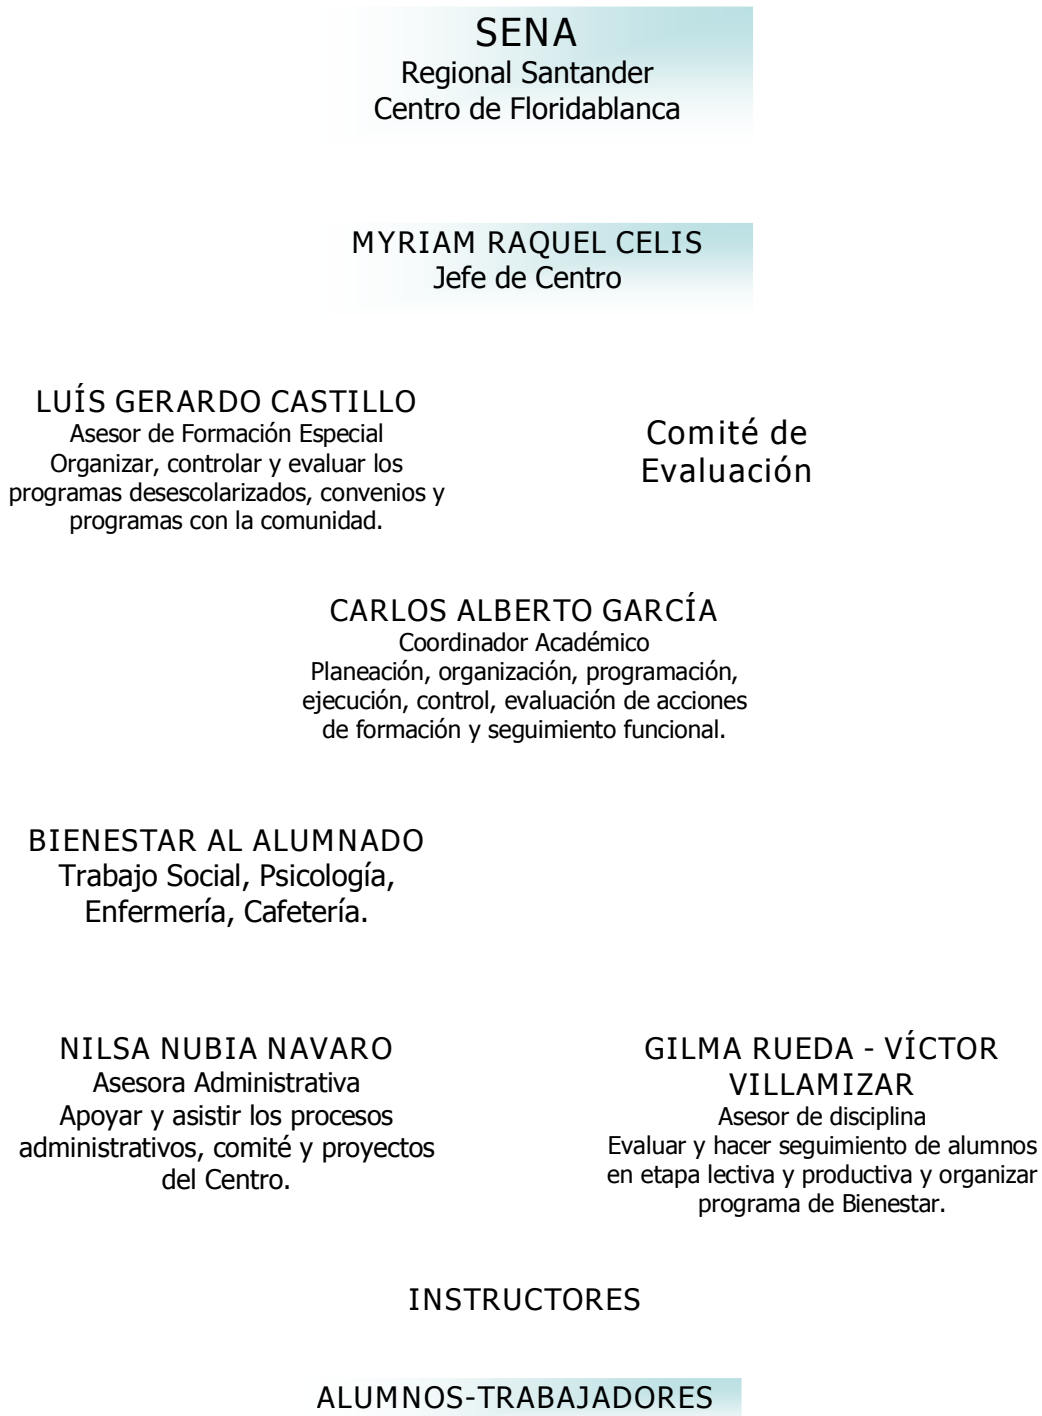 SENA
Regional Santander
Centro de Floridablanca
MYRIAM RAQUEL CELIS
Jefe de Centro
LUÍS GERARDO CASTILLO
Asesor de Formación Especial
Organizar, controlar y evaluar los
programas desescolarizados, convenios y
programas con la comunidad.
Comité de
Evaluación
CARLOS ALBERTO GARCÍA
Coordinador Académico
Planeación, organización, programación,
ejecución, control, evaluación de acciones
de formación y seguimiento funcional.
BIENESTAR AL ALUMNADO
Trabajo Social, Psicología,
Enfermería, Cafetería.
NILSA NUBIA NAVARO
Asesora Administrativa
Apoyar y asistir los procesos
administrativos, comité y proyectos
del Centro.
GILMA RUEDA - VÍCTOR
VILLAMIZAR
Asesor de disciplina
Evaluar y hacer seguimiento de alumnos
en etapa lectiva y productiva y organizar
programa de Bienestar.
INSTRUCTORES
ALUMNOS-TRABAJADORES